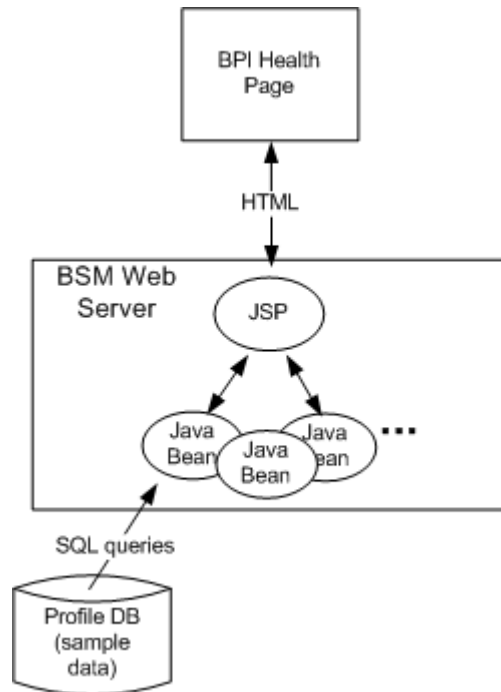 BPI Health
Page
HTML
BSM Web
Server
JSP
Java
Bean
Java
Bean
Java
ean
...
SQL queries
Profile DB
(sample
data)